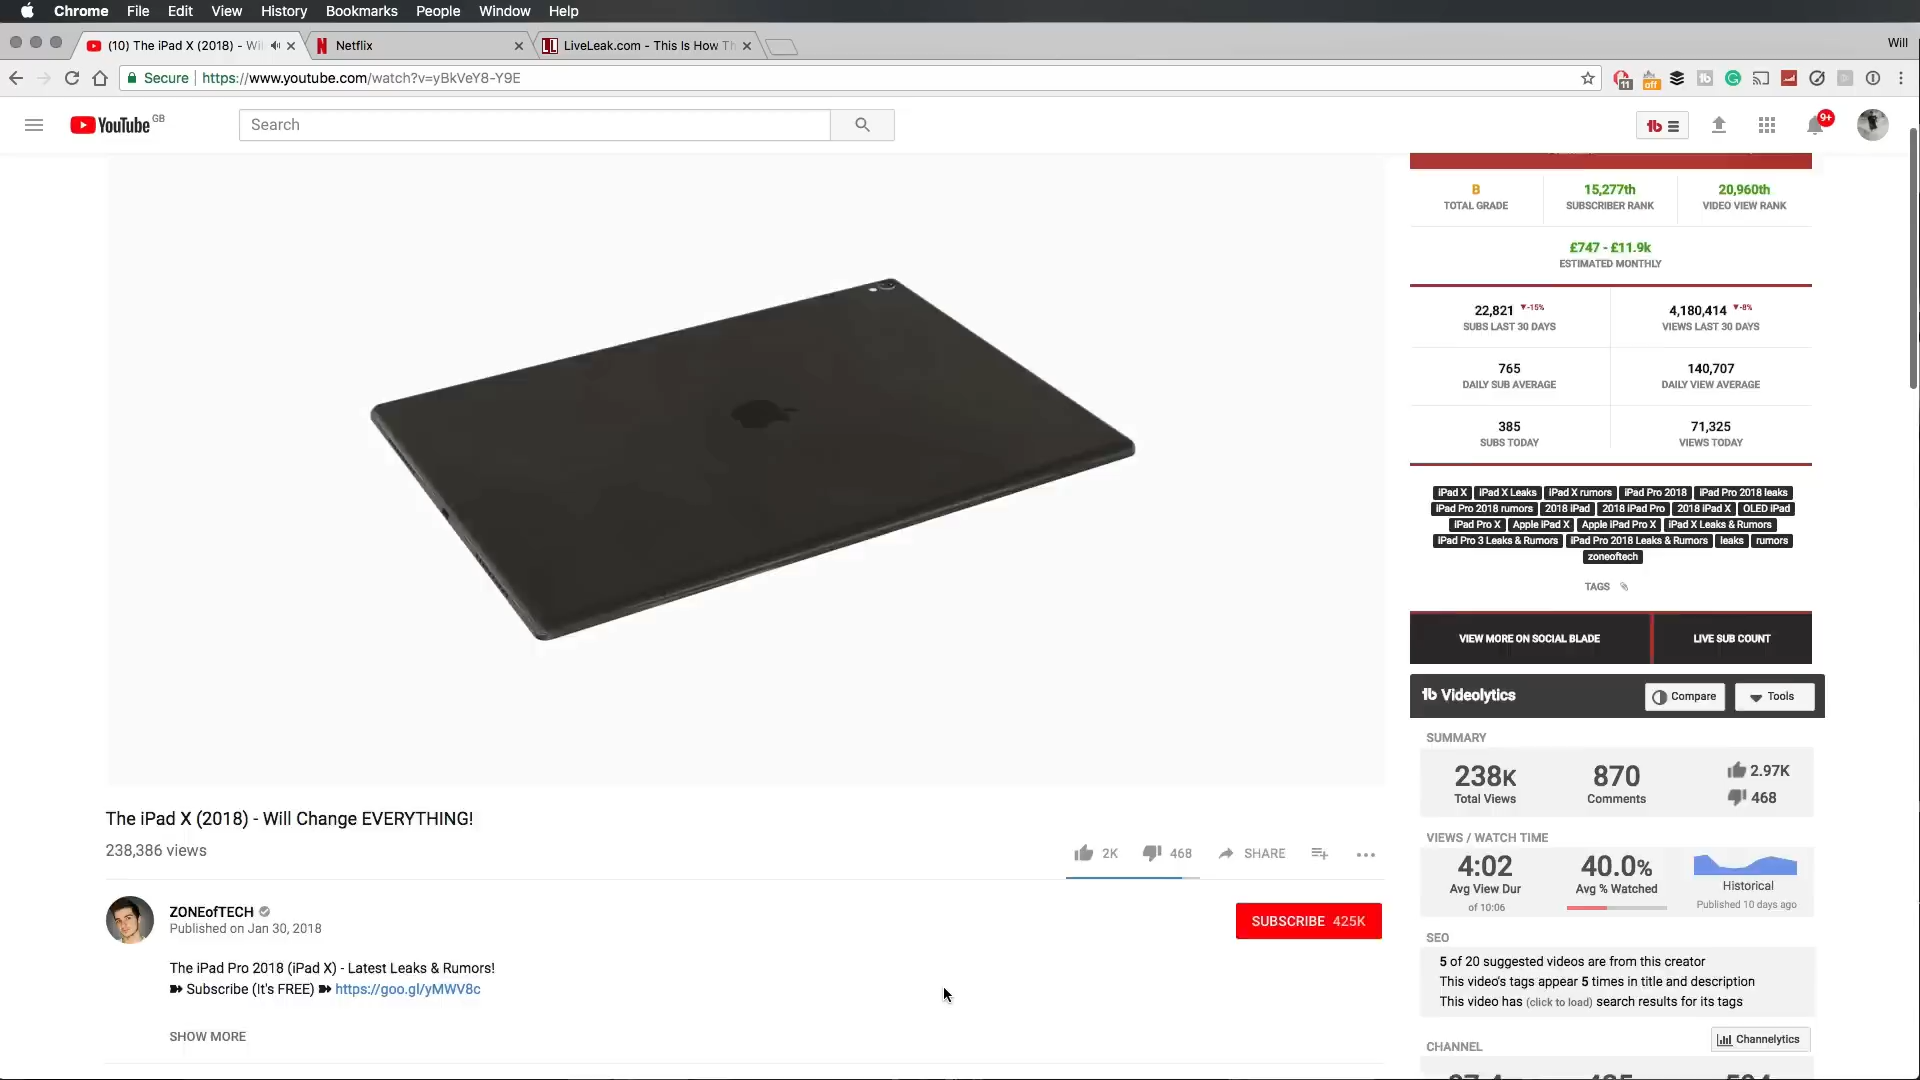 Chrome File Edit View History Bookmarks People Window Help
(10) The iPad X (2018) - Wi
Netflix
LiveLeak.com - This Is How Th
Will
Secure https://www.youtube.com/watch?v=yBkVeY8-Y9E
11
off
YouTube GB
Search
9+
B
TOTAL GRADE
15,277th
SUBSCRIBER RANK
20,960th
VIDEO VIEW RANK
£747 - £11.9k
ESTIMATED MONTHLY
22,821 -15%
SUBS LAST 30 DAYS
4,180,414 -8%
VIEWS LAST 30 DAYS
765
DAILY SUB AVERAGE
140,707
DAILY VIEW AVERAGE
385
SUBS TODAY
71,325
VIEWS TODAY
iPad X iPad X Leaks iPad X rumors iPad Pro 2018 iPad Pro 2018 leaks
iPad Pro 2018 rumors 2018 iPad 2018 iPad Pro 2018 iPad X OLED iPad
iPad Pro X Apple iPad X Apple iPad Pro X iPad X Leaks & Rumors
iPad Pro 3 Leaks & Rumors iPad Pro 2018 Leaks & Rumors leaks rumors
zoneoftech
TAGS
VIEW MORE ON SOCIAL BLADE
LIVE SUB COUNT
Videolytics
Compare
Tools
SUMMARY
238K
Total Views
870
Comments
2.97K
468
VIEWS / WATCH TIME
4:02
Avg View Dur
of 10:06
40.0%
Avg % Watched
Historical
Published 10 days ago
SEO
5 of 20 suggested videos are from this creator
This video's tags appear 5 times in title and description
This video has (click to load) search results for its tags
CHANNEL
Channelytics
The iPad X (2018) - Will Change EVERYTHING!
238,386 views
2K 468 SHARE
ZONEofTECH
Published on Jan 30, 2018
SUBSCRIBE 425K
The iPad Pro 2018 (iPad X) - Latest Leaks & Rumors!
➽ Subscribe (It's FREE) ➽ https://goo.gl/yMWV8c
SHOW MORE